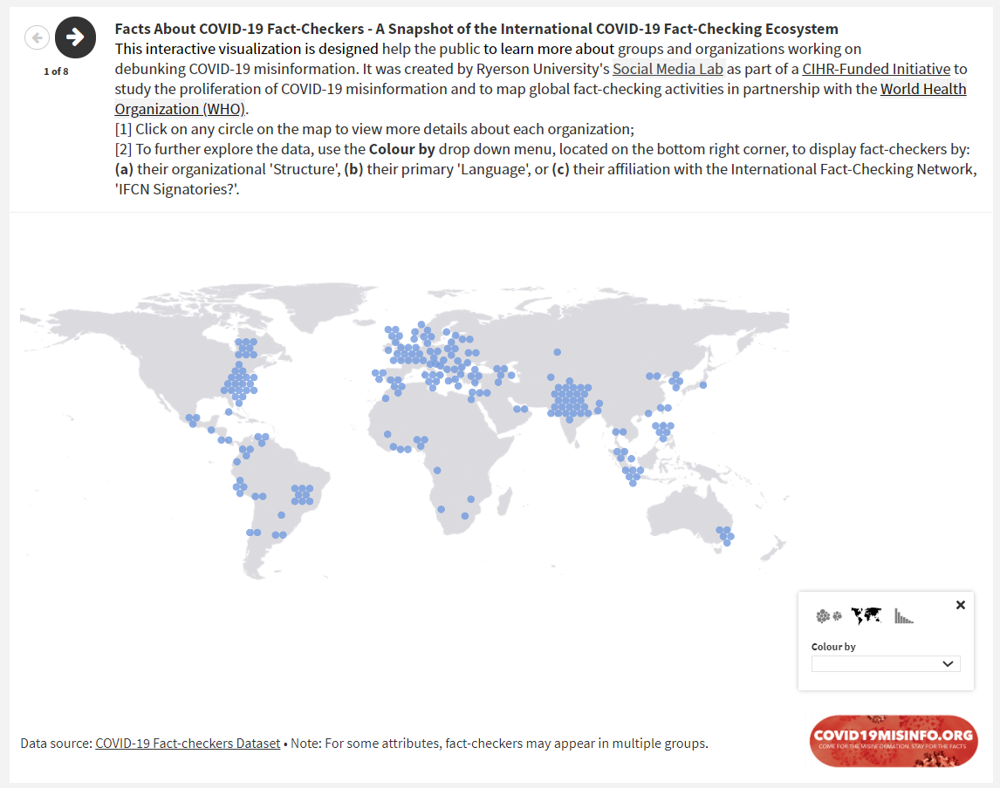 Facts About COVID-19 Fact-Checkers - A Snapshot of the International COVID-19 Fact-Checking Ecosystem
This interactive visualization is designed help the public to learn more about groups and organizations working on
debunking COVID-19 misinformation. It was created by Ryerson University's Social Media Lab as part of a CIHR-Funded Initiative to
1 of 8
study the proliferation of COVID-19 misinformation and to map global fact-checking activities in partnership with the World Health
Organization (WHO).
[1] Click on any circle on the map to view more details about each organization;
[2] To further explore the data, use the Colour by drop down menu, located on the bottom right corner, to display fact-checkers by:
(a) their organizational 'Structure', (b) their primary 'Language', or (c) their affiliation with the International Fact-Checking Network,
'IFCN Signatories?'.
Colour by
Data source: COVID-19 Fact-checkers Dataset • Note: For some attributes, fact-checkers may appear in multiple groups.
COVID19MISINFO.ORG
COME FOR THE MISINFORMATION, STAY FOR THE FACTS